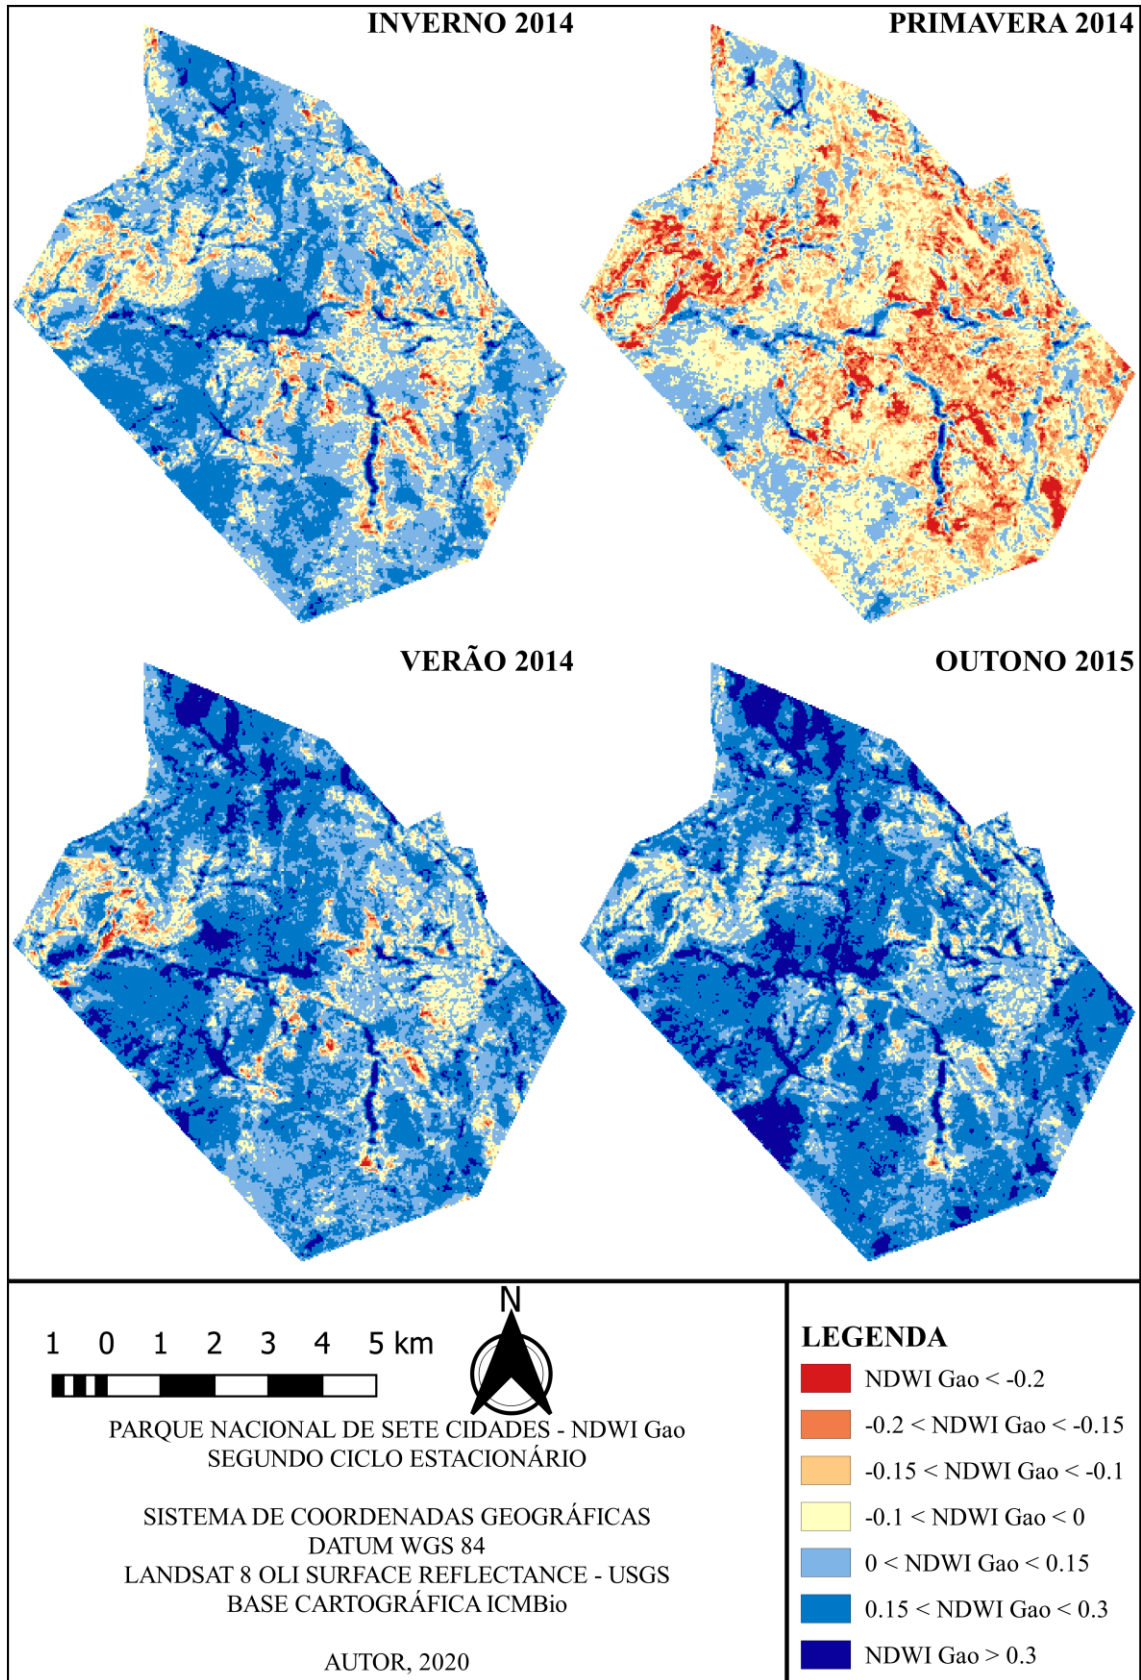 INVERNO 2014
PRIMAVERA 2014
VERÃO 2014
OUTONO 2015
1 0 1 2 3 4 5 km
N
PARQUE NACIONAL DE SETE CIDADES - NDWI Gao
SEGUNDO CICLO ESTACIONÁRIO
SISTEMA DE COORDENADAS GEOGRÁFICAS
DATUM WGS 84
LANDSAT 8 OLI SURFACE REFLECTANCE - USGS
BASE CARTOGRÁFICA ICMBio
AUTOR, 2020
LEGENDA
NDWI Gao < -0.2
-0.2 < NDWI Gao < -0.15
-0.15 < NDWI Gao < -0.1
-0.1 < NDWI Gao < 0
0 < NDWI Gao < 0.15
0.15 < NDWI Gao < 0.3
NDWI Gao > 0.3